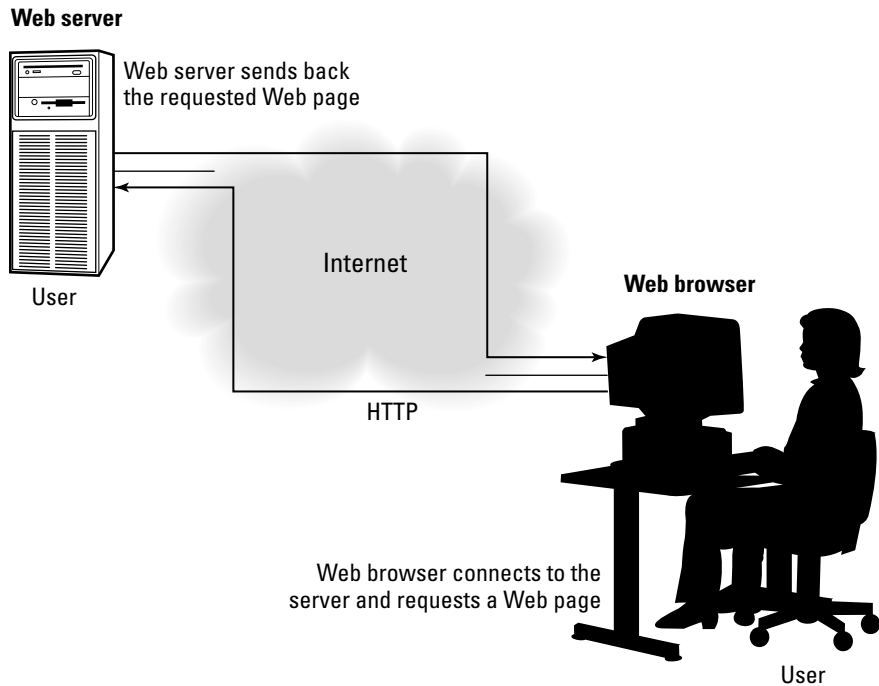 Web server
Web server sends back
the requested Web page
Internet
User
Web browser
HTTP
Web browser connects to the
server and requests a Web page
User